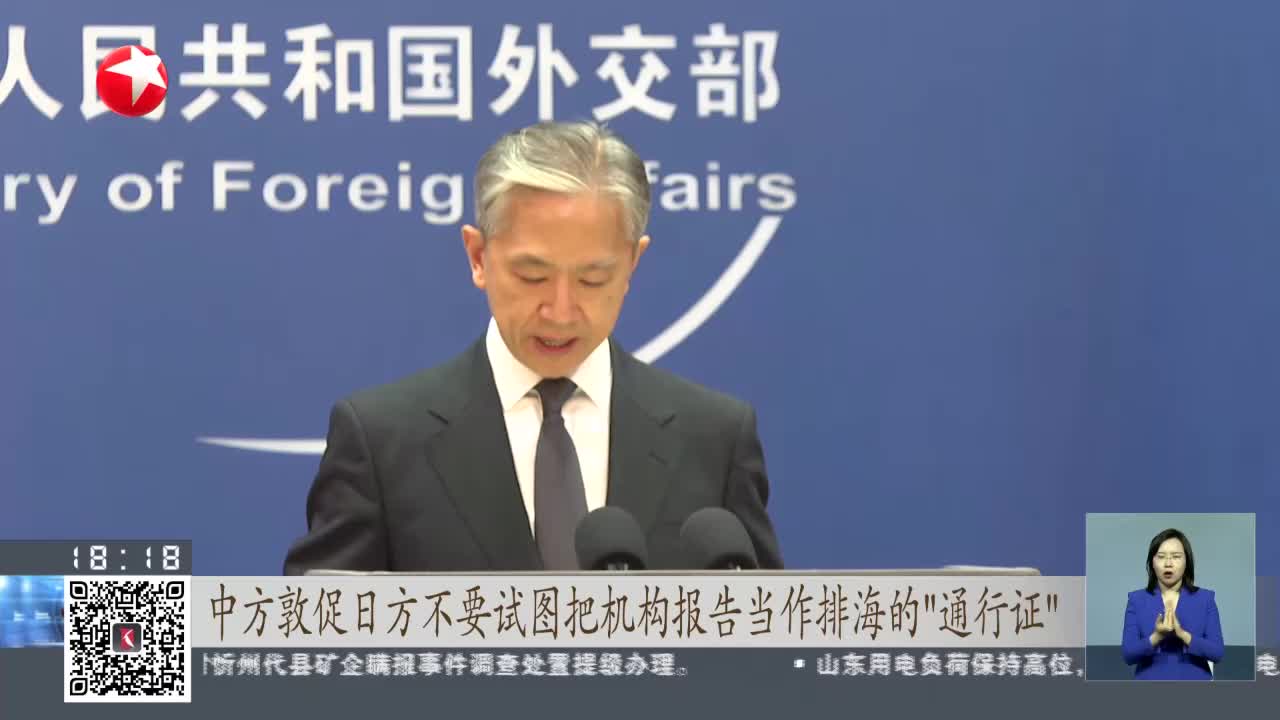 人民共和国外交部
ry of Foreig ffairs
18:18
中方敦促日方不要试图把机构报告当作排海的"通行证"
忻州代县矿企瞒报事件调查处置提级办理。 ▪ 山东用电负荷保持高位， 电